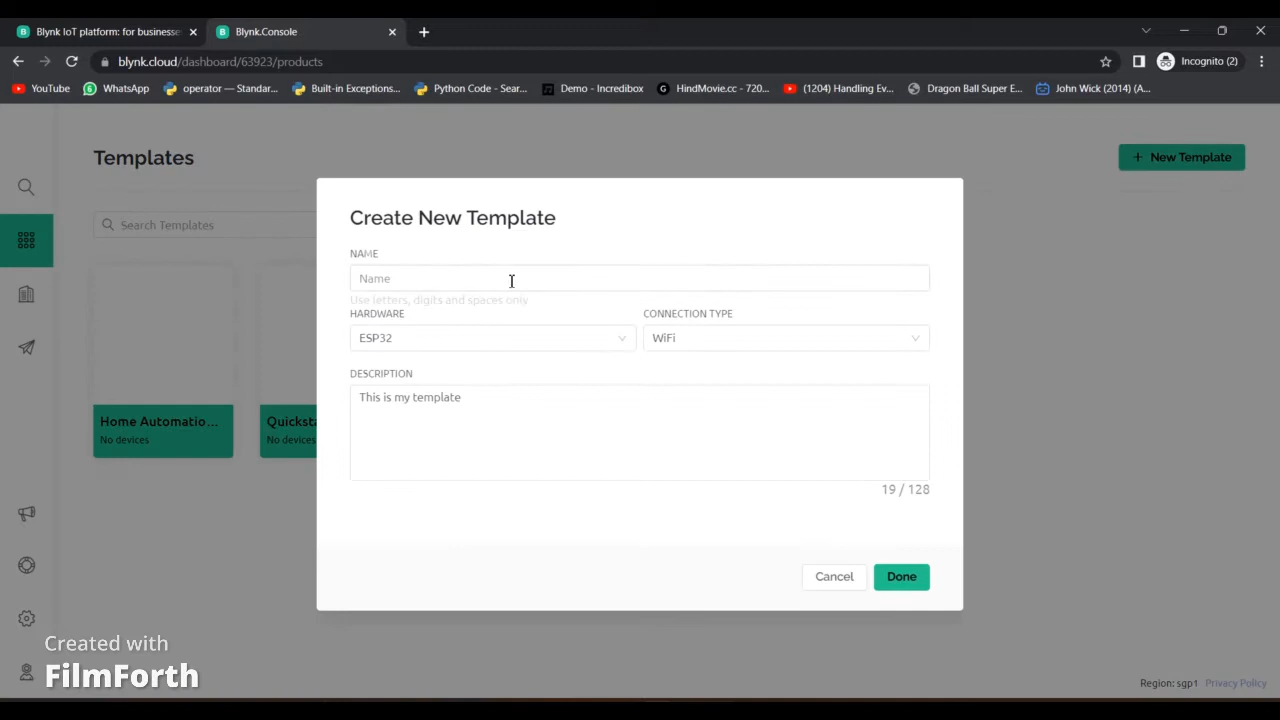 Blynk IoT platform: for businesse
Blynk.Console
blynk.cloud/dashboard/63923/products
Incognito (2)
YouTube
WhatsApp
operator — Standar...
Built-in Exceptions...
Python Code - Sear...
Demo - Incredibox
HindMovie.cc - 720...
(1204) Handling Ev...
Dragon Ball Super E...
John Wick (2014) (A...
Templates
+ New Template
Search Templates
Create New Template
NAME
Name
Use letters, digits and spaces only
HARDWARE
CONNECTION TYPE
ESP32
WiFi
DESCRIPTION
This is my template
19 / 128
Home Automatio...
No devices
Quicksta
No devices
Cancel
Done
Created with
FilmForth
Region: sgp1 Privacy Policy